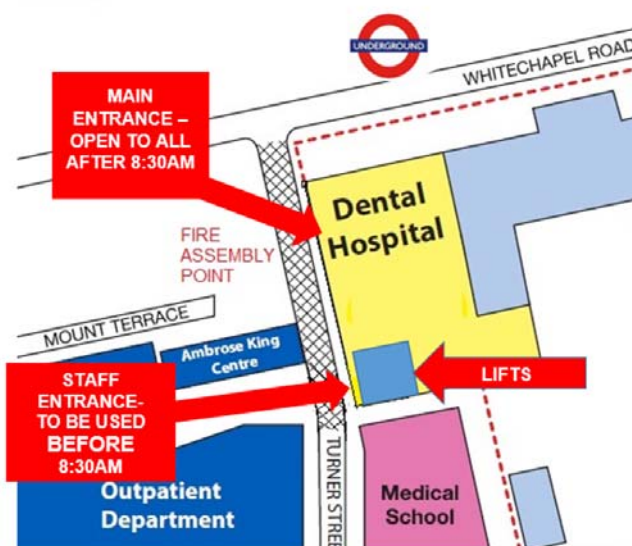 UNDERGROUND
WHITECHAPEL ROAD
MAIN
ENTRANCE –
OPEN TO ALL
AFTER 8:30AM
Dental
Hospital
FIRE
ASSEMBLY
POINT
MOUNT TERRACE
Ambrose King
Centre
LIFTS
STAFF
ENTRANCE-
TO BE USED
BEFORE
8:30AM
TURNER STREE
Outpatient
Department
Medical
School